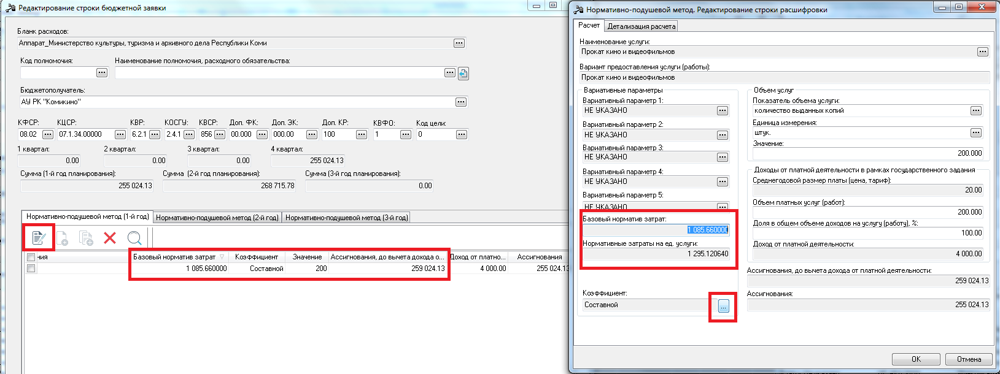 Редактирование строки бюджетной заявки
Бланк расходов:
Аппарат_Министерство культуры, туризма и архивного дела Республики Коми
Код полномочия: Наименование полномочия, расходного обязательства:
Бюджетополучатель:
АУ РК "Комикино"
КФСР: КЦСР: КВР: КОСГУ: КВСР: Доп. ФК: Доп. ЭК: Доп. КР: КВФО: Код цели:
08.02 07.1.34.00000 6.2.1 2.4.1 856 00.000 000.00 100 1 0
1 квартал: 2 квартал: 3 квартал: 4 квартал:
0.00 0.00 0.00 255 024.13
Сумма (1-й год планирования): Сумма (2-й год планирования): Сумма (3-й год планирования):
255 024.13 268 715.78 0.00
Нормативно-подушевой метод (1-й год) Нормативно-подушевой метод (2-й год) Нормативно-подушевой метод (3-й год)
ния Базовый норматив затрат Коэффициент Значение Ассигнования, до вычета дохода о... Доход от платно... Ассигнования
1 085.660000 Составной 200 259 024.13 4 000.00 255 024.13
Нормативно-подушевой метод. Редактирование строки расшифровки
Расчет Детализация расчета
Наименование услуги:
Прокат кино и видеофильмов
Вариант предоставления услуги (работы):
Прокат кино и видеофильмов
Вариативные параметры
Вариативный параметр 1:
НЕ УКАЗАНО
Вариативный параметр 2:
НЕ УКАЗАНО
Вариативный параметр 3:
НЕ УКАЗАНО
Вариативный параметр 4:
НЕ УКАЗАНО
Вариативный параметр 5:
НЕ УКАЗАНО
Базовый норматив затрат:
1 085.660000
Нормативные затраты на ед. услуги:
1 295.120640
Коэффициент:
Составной
Объем услуг
Показатель объема услуги:
количество выданных копий
Единица измерения:
штук.
Значение:
200.000
Доходы от платной деятельности в рамках государственного задания
Среднегодовой размер платы (цена, тариф):
20.00
Объем платных услуг (работ):
200.000
Доля в общем объеме доходов на услугу (работу), %:
100.00
Доход от платной деятельности:
4 000.00
Ассигнования, до вычета дохода от платной деятельности:
259 024.13
Ассигнования:
255 024.13
OK Отмена